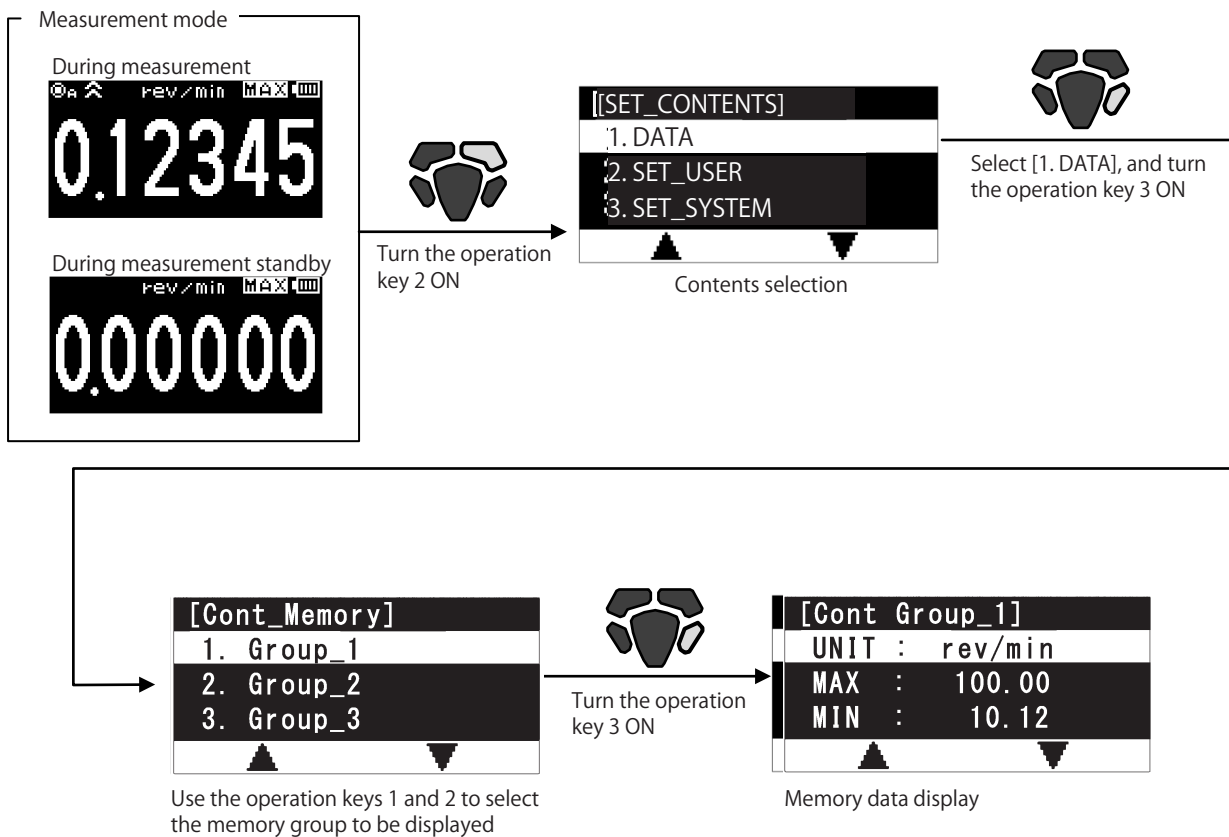 Measurement mode
During measurement
A rev/min MAX
0.12345
During measurement standby
rev/min MAX
0.00000
Turn the operation
key 2 ON
[SET_CONTENTS]
1. DATA
2. SET_USER
3. SET_SYSTEM
Contents selection
Select [1. DATA], and turn
the operation key 3 ON
[Cont_Memory]
1. Group_1
2. Group_2
3. Group_3
Use the operation keys 1 and 2 to select
the memory group to be displayed
Turn the operation
key 3 ON
[Cont Group_1]
UNIT : rev/min
MAX : 100.00
MIN : 10.12
Memory data display